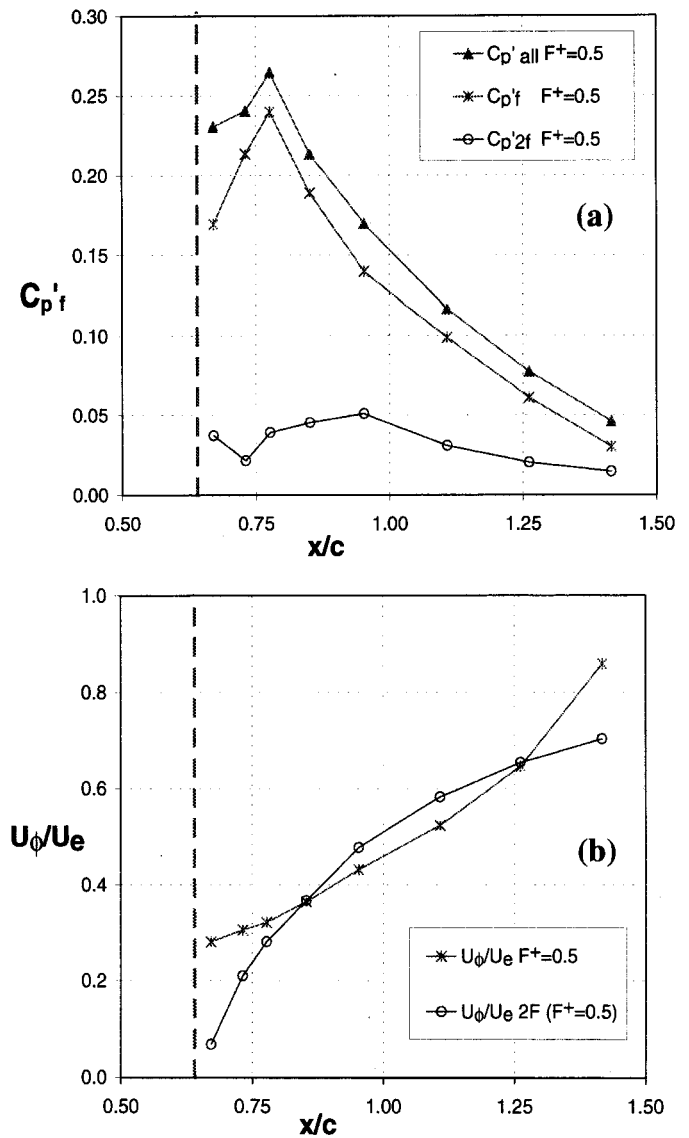 0.30
0.25
0.20
0.15
0.10
0.05
0.00
Cp'f
Cp' all F+=0.5
Cp'f F+=0.5
Cp'2f F+=0.5
(a)
0.50 0.75 1.00 1.25 1.50
x/c
1.0
0.8
0.6
0.4
0.2
0.0
Uϕ/Ue
(b)
Uϕ/Ue F+=0.5
Uϕ/Ue 2F (F+=0.5)
0.50 0.75 1.00 1.25 1.50
x/c